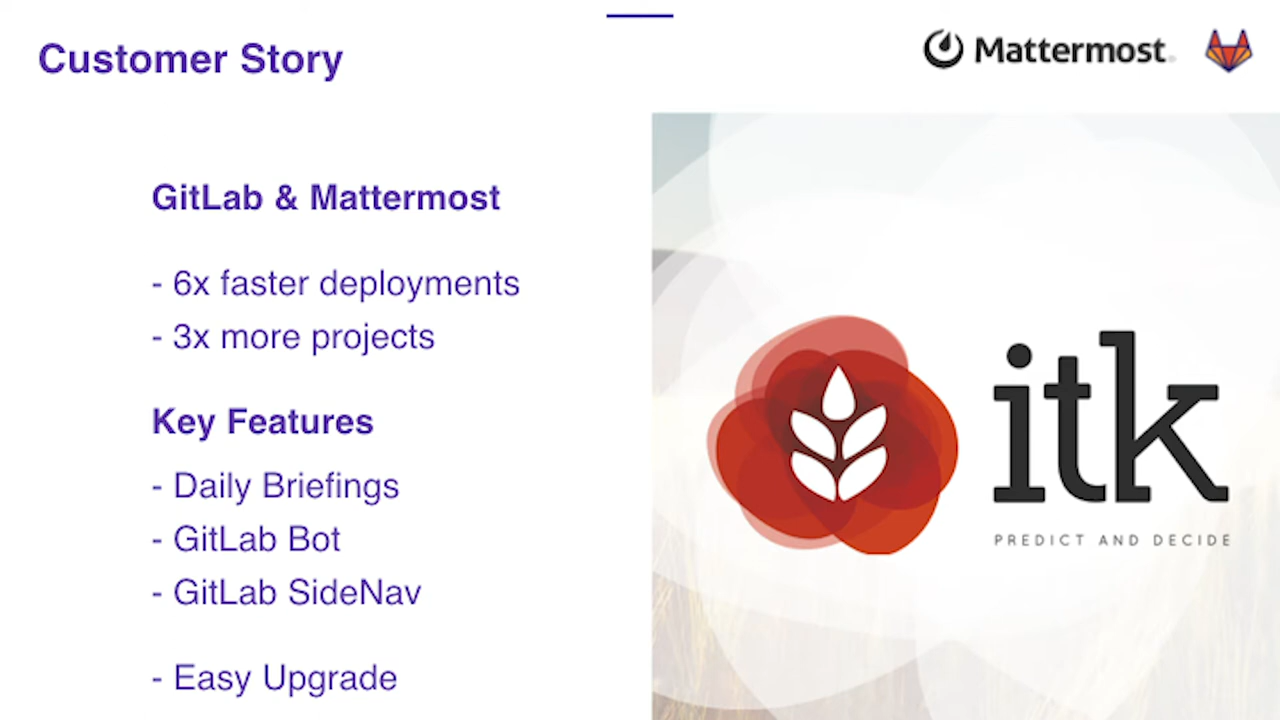 Customer Story
Mattermost
GitLab & Mattermost
- 6x faster deployments
- 3x more projects
Key Features
- Daily Briefings
- GitLab Bot
- GitLab SideNav
- Easy Upgrade
itk
PREDICT AND DECIDE